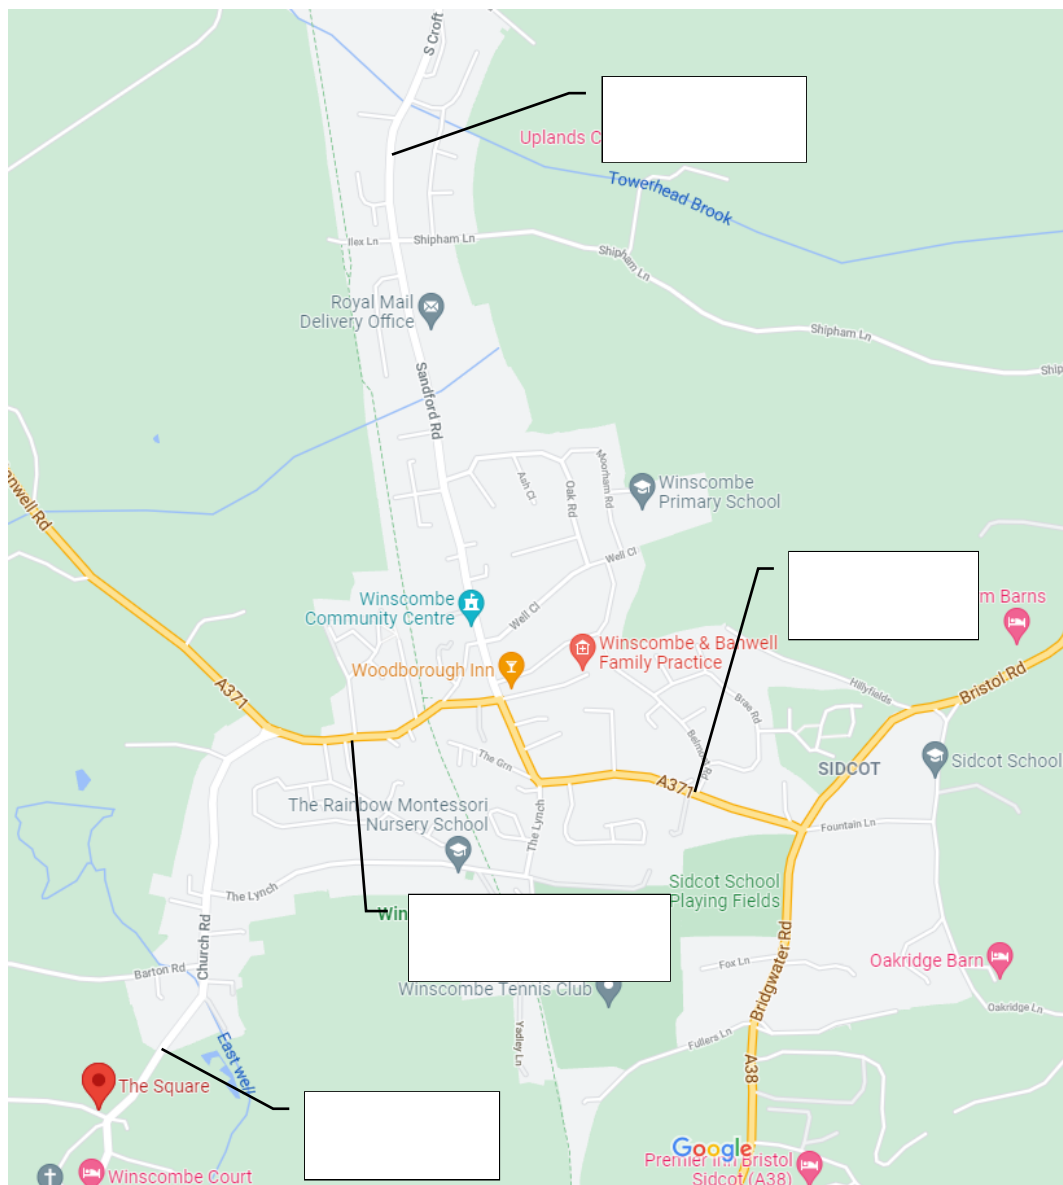 S Croft
Uplands C
Towerhead Brook
Ilex Ln
Shipham Ln
Shipham Ln
Shipham Ln
Ship
Royal Mail
Delivery Office
Sandford Rd
Ash Cl
Oak Rd
Moorham Rd
Winscombe
Primary School
nwell Rd
Well Cl
Winscombe
Community Centre
Well Cl
m Barns
Winscombe & Banwell
Family Practice
Woodborough Inn
A371
Hillyfields
Bristol Rd
Brae Rd
Belmont Rd
The Grn
SIDCOT
Sidcot School
A371
The Rainbow Montessori
Nursery School
The Lynch
Fountain Ln
The Lynch
Sidcot School
Playing Fields
Win
Church Rd
Barton Rd
Bridgwater Rd
Fox Ln
Oakridge Barn
Winscombe Tennis Club
Oakridge Ln
Yadley Ln
Fullers Ln
East well
A38
The Square
Google
Premier Inn Bristol
Sidcot (A38)
Winscombe Court